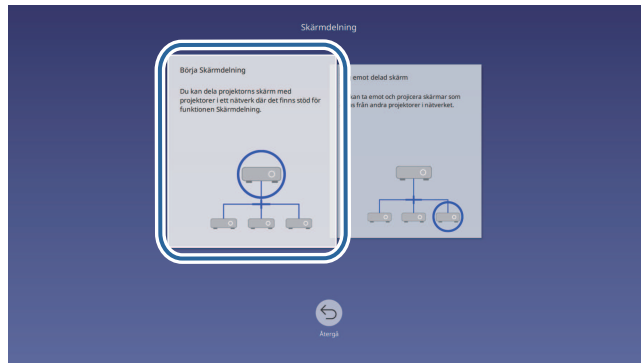 Skärmdelning
Börja Skärmdelning
Du kan dela projektorns skärm med
projektorer i ett nätverk där det finns stöd för
funktionen Skärmdelning.
emot delad skärm
kan ta emot och projicera skärmar som
från andra projektorer i nätverket.
Återgå